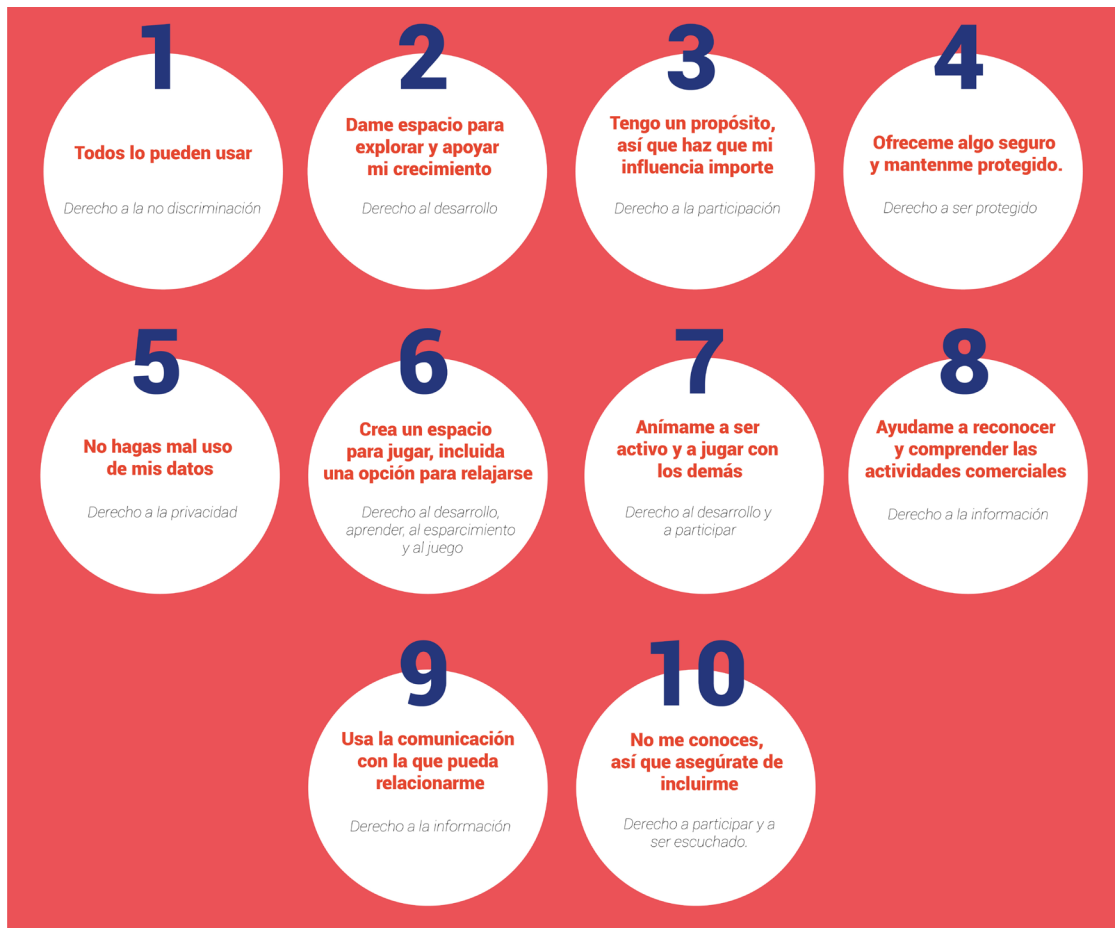 1
Todos lo pueden usar
Derecho a la no discriminación
2
Dame espacio para
explorar y apoyar
mi crecimiento
Derecho al desarrollo
3
Tengo un propósito,
así que haz que mi
influencia importe
Derecho a la participación
4
Ofreceme algo seguro
y mantenme protegido.
Derecho a ser protegido
5
No hagas mal uso
de mis datos
Derecho a la privacidad
6
Crea un espacio
para jugar, incluida
una opción para relajarse
Derecho al desarrollo,
aprender, al esparcimiento
y al juego
7
Anímame a ser
activo y a jugar con
los demás
Derecho al desarrollo y
a participar
8
Ayudame a reconocer
y comprender las
actividades comerciales
Derecho a la información
9
Usa la comunicación
con la que pueda
relacionarme
Derecho a la información
10
No me conoces,
así que asegúrate de
incluirme
Derecho a participar y a
ser escuchado.